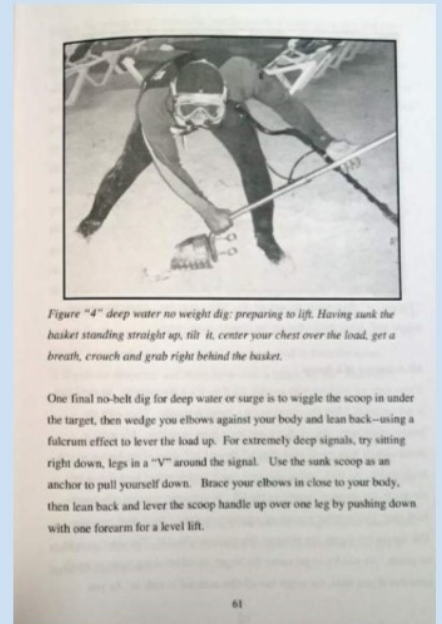 Figure "4" deep water no weight dig: preparing to lift. Having sunk the
basket standing straight up, tilt it, center your chest over the load, get a
breath, crouch and grab right behind the basket.
One final no-belt dig for deep water or surge is to wiggle the scoop in under
the target, then wedge you elbows against your body and lean back--using a
fulcrum effect to lever the load up. For extremely deep signals, try sitting
right down, legs in a "V" around the signal. Use the sunk scoop as an
anchor to pull yourself down. Brace your elbows in close to your body,
then lean back and lever the scoop handle up over one leg by pushing down
with one forearm for a level lift.
61